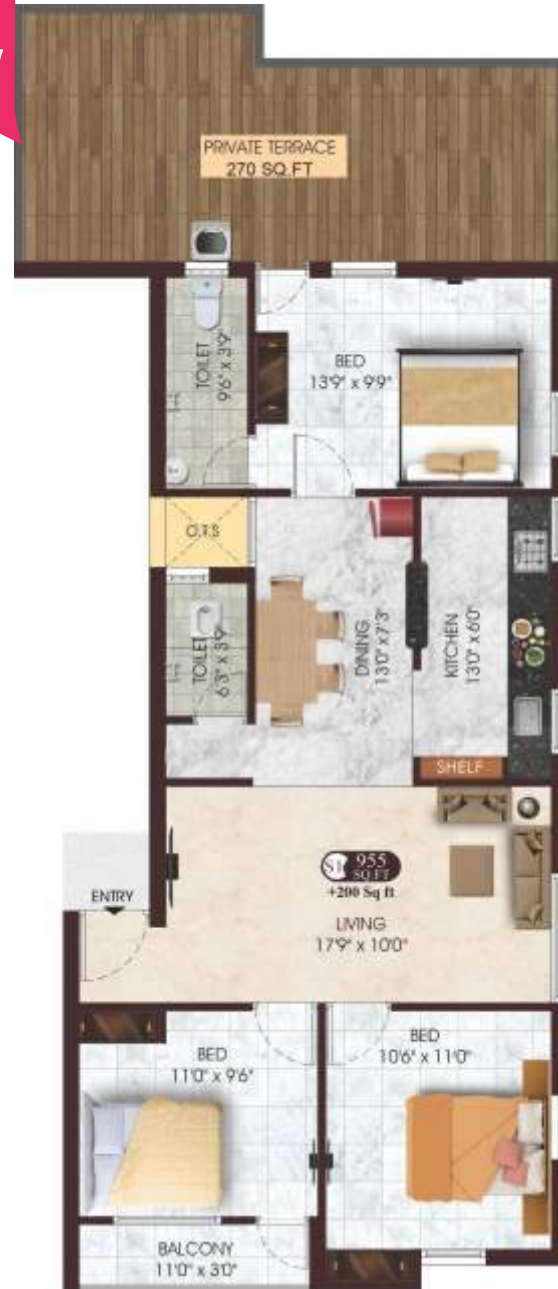 PRIVATE TERRACE
270 SQ.FT
TOILET
9'6" x 3'9"
BED
13'9" x 9'9"
O.T.S
TOILET
6'3" x 3'9"
DINING
13'0" x 7'3"
KITCHEN
13'0" x 6'0"
SHELF
S1 955
SQ.FT
+200 Sq ft
ENTRY
LIVING
17'9" x 10'0"
BED
11'0" x 9'6"
BED
10'6" x 11'0"
BALCONY
11'0" x 3'0"